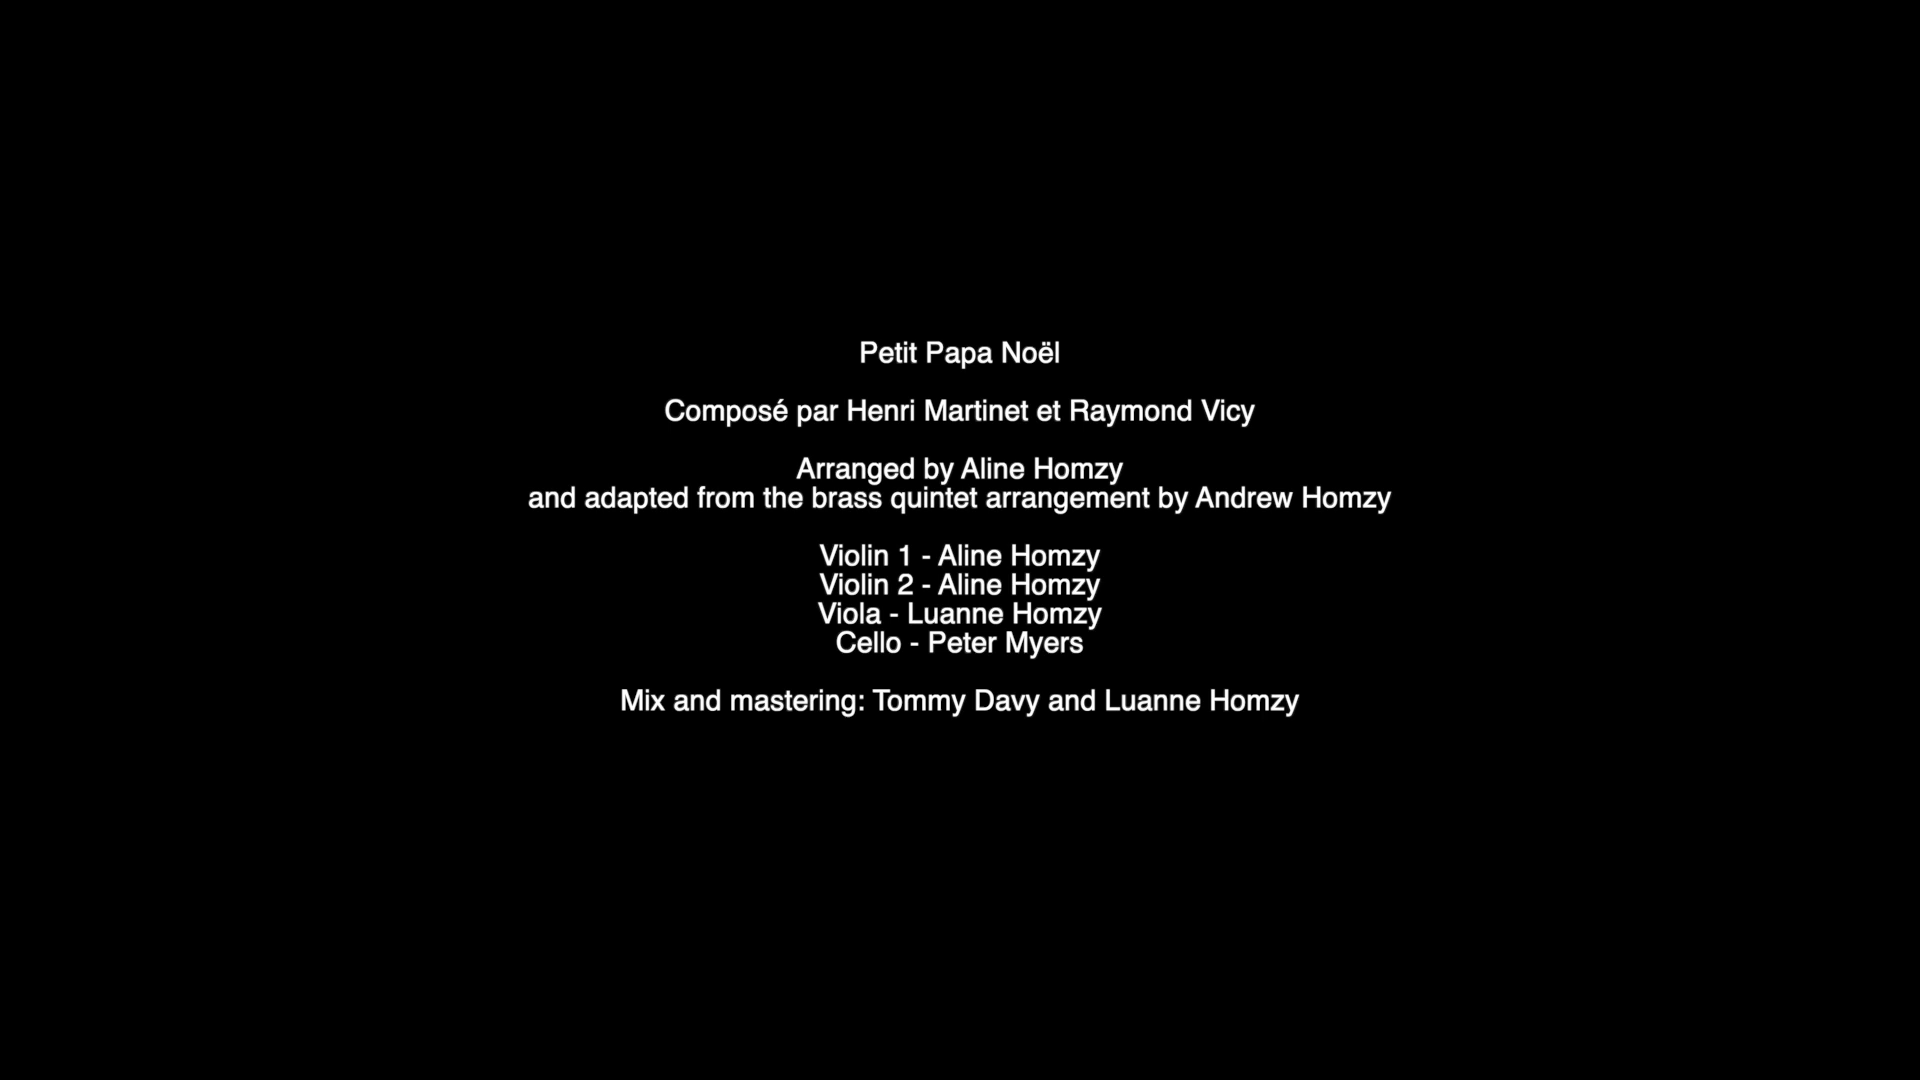 Petit Papa Noël
Composé par Henri Martinet et Raymond Vicy
Arranged by Aline Homzy
and adapted from the brass quintet arrangement by Andrew Homzy
Violin 1 - Aline Homzy
Violin 2 - Aline Homzy
Viola - Luanne Homzy
Cello - Peter Myers
Mix and mastering: Tommy Davy and Luanne Homzy